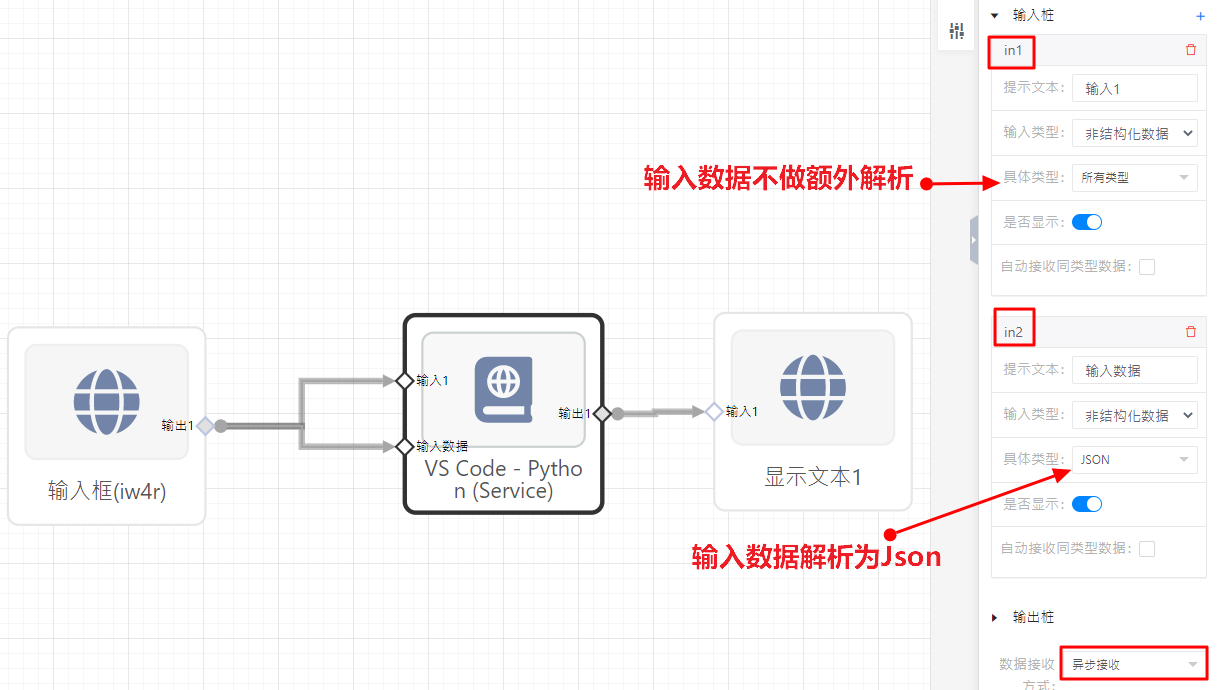 输入桩
in1
提示文本:
输入1
输入类型:
非结构化数据
输入数据不做额外解析
具体类型:
所有类型
是否显示:
自动接收同类型数据:
in2
提示文本:
输入数据
输入类型:
非结构化数据
具体类型:
JSON
是否显示:
输入数据解析为Json
自动接收同类型数据:
输出桩
数据接收
方式:
异步接收
输出1
输入框(iw4r)
输入1
输入数据
输出1
VS Code - Pytho
n (Service)
输入1
显示文本1